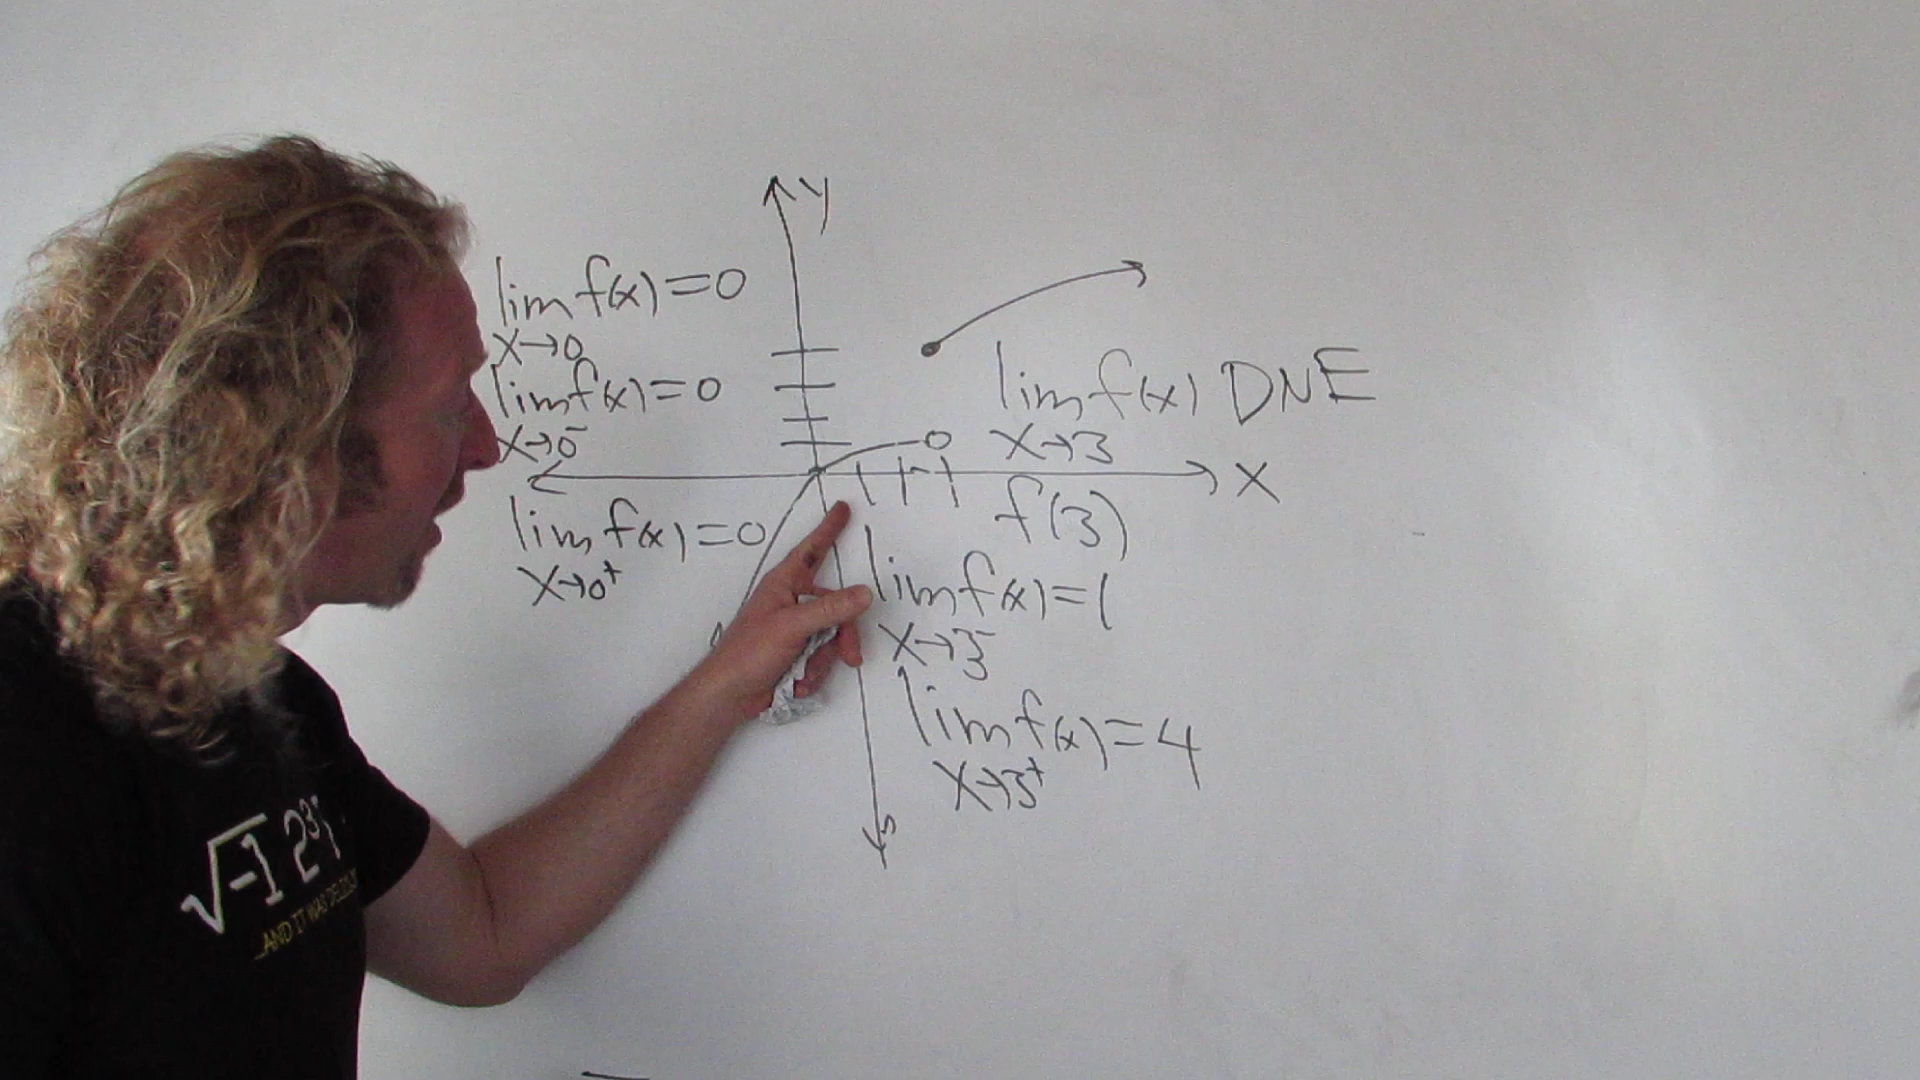 y
lim f(x) = 0
x→0
lim f(x) = 0
x→0⁻
lim f(x) = 0
x→0⁺
lim f(x) DNE
x→3
x
f(3)
lim f(x) = 1
x→3⁻
lim f(x) = 4
x→3⁺
√-1 2³
...AND IT WAS